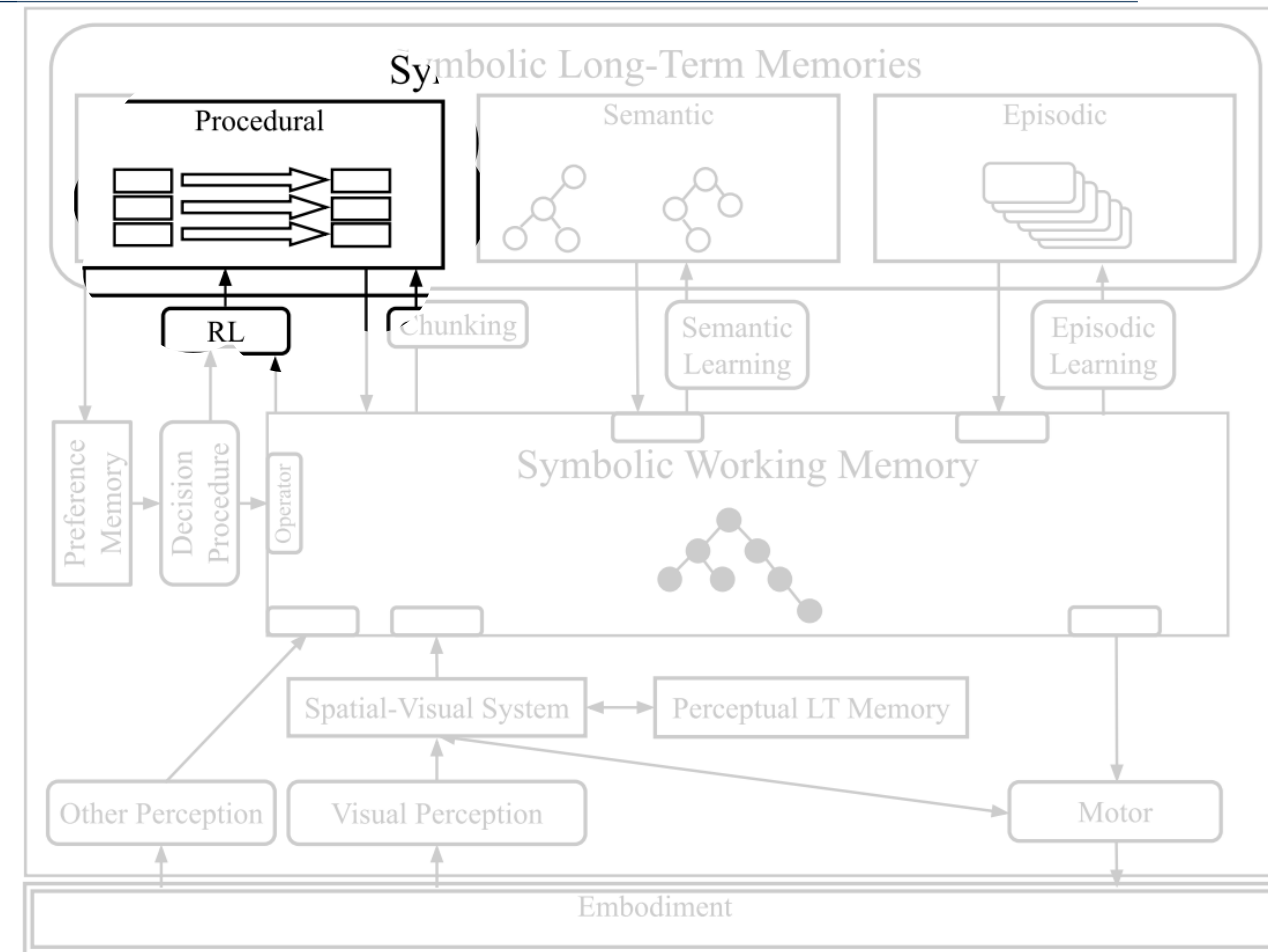 Symbolic Long-Term Memories
Procedural
Semantic
Episodic
RL
Chunking
Semantic
Learning
Episodic
Learning
Preference
Memory
Decision
Procedure
Operator
Symbolic Working Memory
Spatial-Visual System
Perceptual LT Memory
Other Perception
Visual Perception
Motor
Embodiment